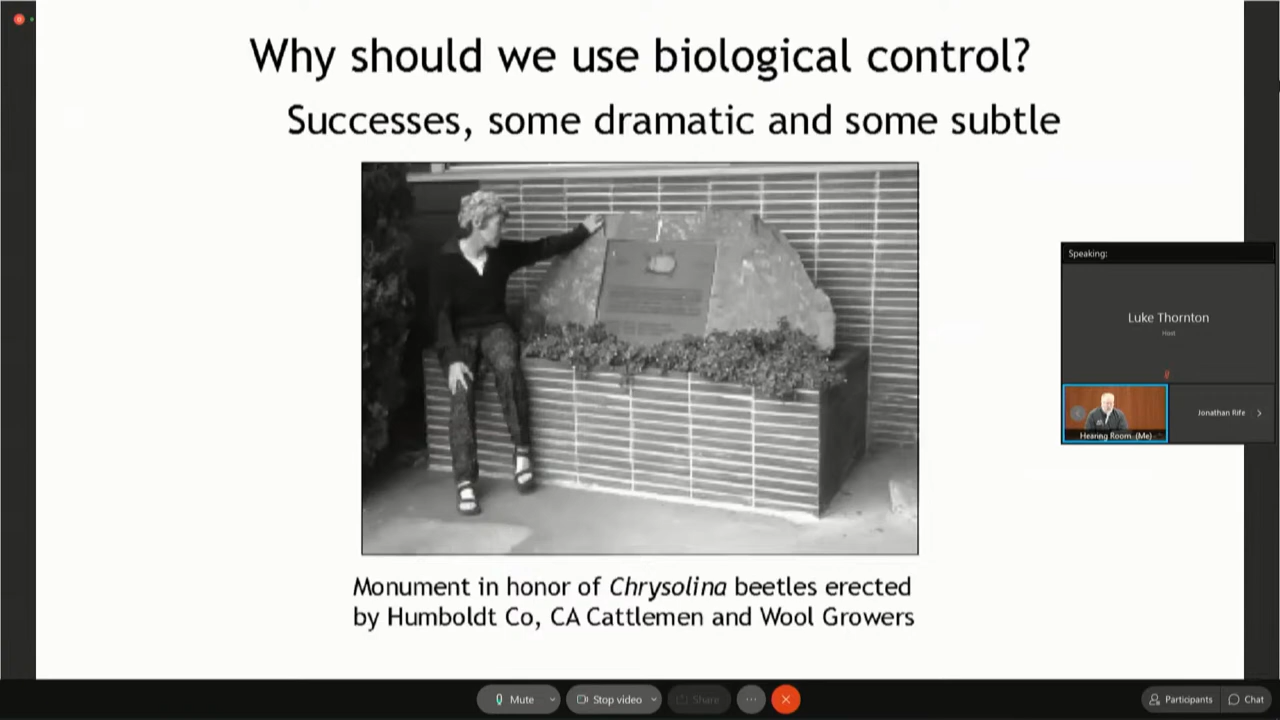 Why should we use biological control?
Successes, some dramatic and some subtle
Speaking:
Luke Thornton
Host
Hearing Room (Me)
Jonathan Rife
Monument in honor of Chrysolina beetles erected
by Humboldt Co, CA Cattlemen and Wool Growers
Mute
Stop video
Share
Participants
Chat